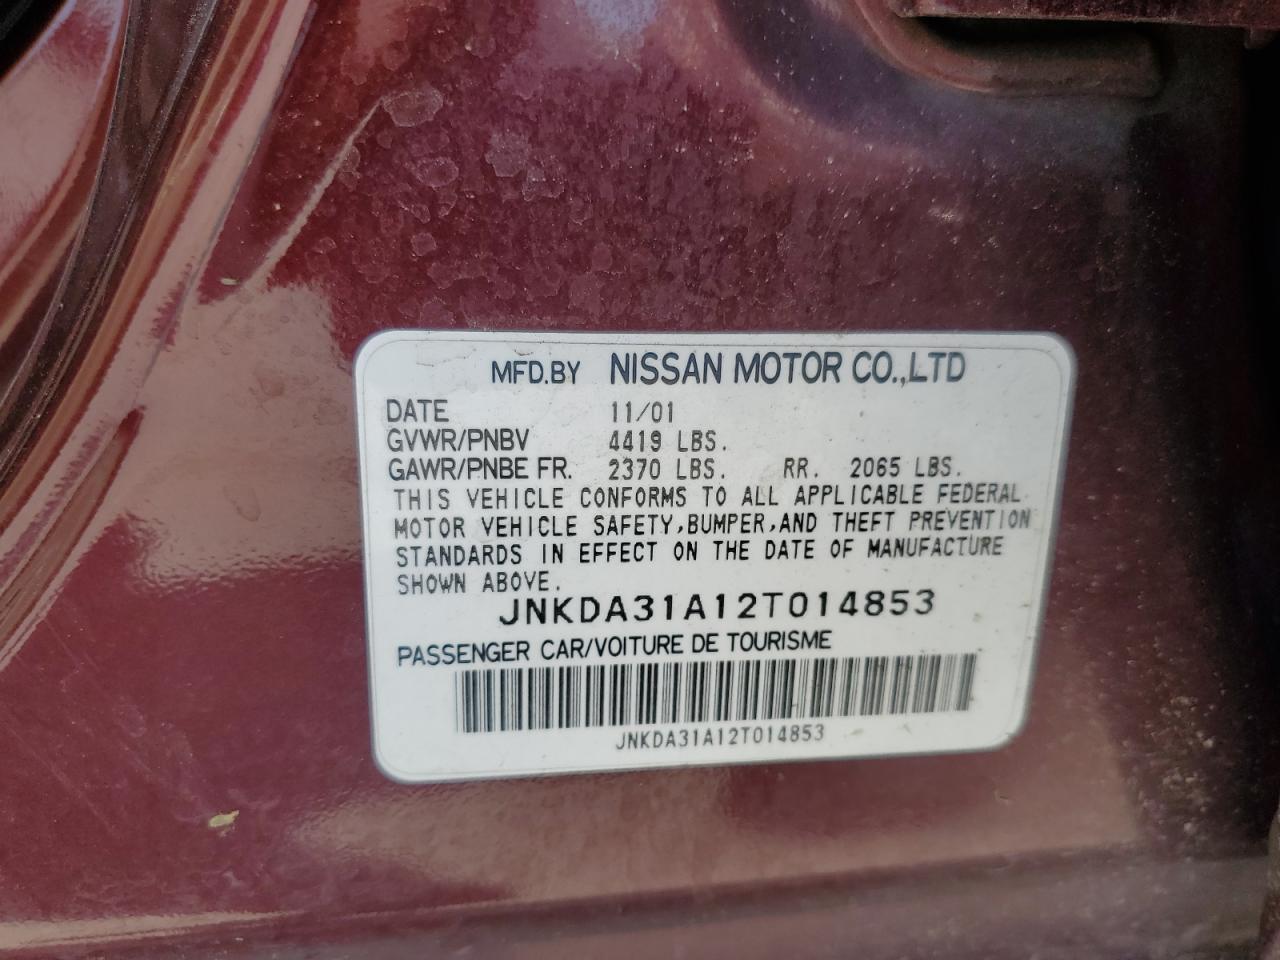 MFD.BY NISSAN MOTOR CO.,LTD
DATE 11/01
GVWR/PNBV 4419 LBS.
GAWR/PNBE FR. 2370 LBS. RR. 2065 LBS.
THIS VEHICLE CONFORMS TO ALL APPLICABLE FEDERAL
MOTOR VEHICLE SAFETY,BUMPER,AND THEFT PREVENTION
STANDARDS IN EFFECT ON THE DATE OF MANUFACTURE
SHOWN ABOVE.
JNKDA31A12T014853
PASSENGER CAR/VOITURE DE TOURISME
JNKDA31A12T014853